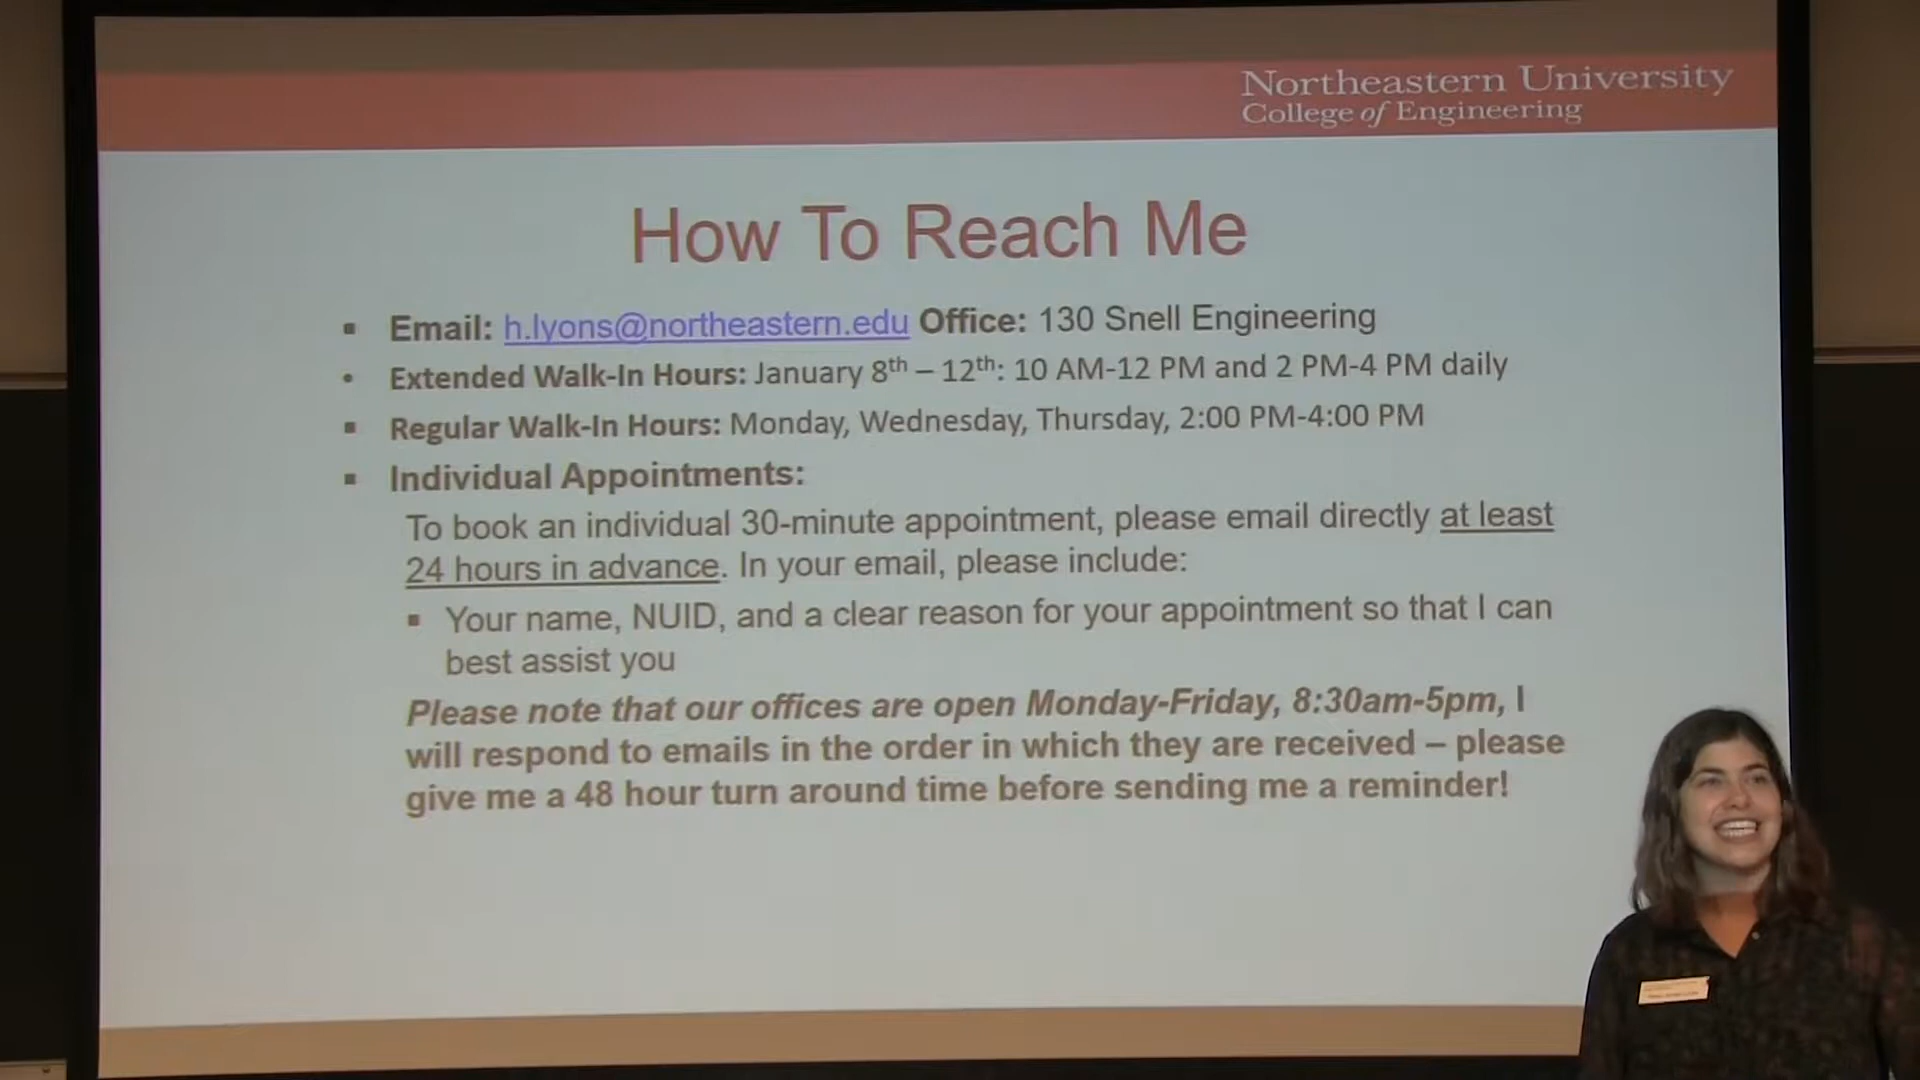 Northeastern University
College of Engineering
How To Reach Me
▪ Email: h.lyons@northeastern.edu Office: 130 Snell Engineering
• Extended Walk-In Hours: January 8th – 12th: 10 AM-12 PM and 2 PM-4 PM daily
▪ Regular Walk-In Hours: Monday, Wednesday, Thursday, 2:00 PM-4:00 PM
▪ Individual Appointments:
To book an individual 30-minute appointment, please email directly at least
24 hours in advance. In your email, please include:
▪ Your name, NUID, and a clear reason for your appointment so that I can
best assist you
Please note that our offices are open Monday-Friday, 8:30am-5pm, I
will respond to emails in the order in which they are received – please
give me a 48 hour turn around time before sending me a reminder!